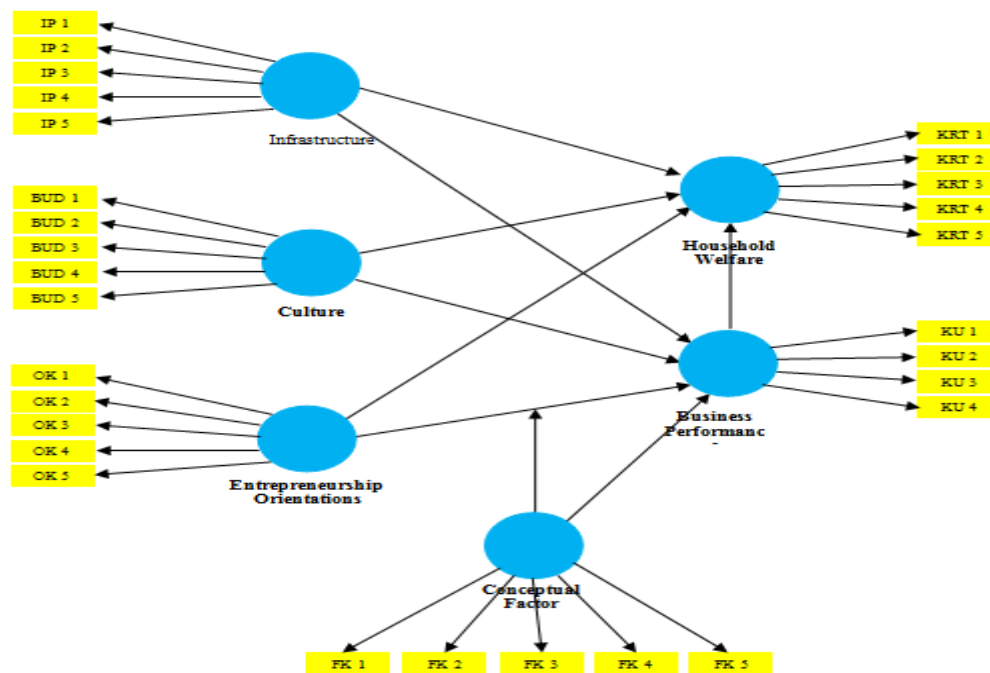 IP 1
IP 2
IP 3
IP 4
IP 5
Infrastructure
BUD 1
BUD 2
BUD 3
BUD 4
BUD 5
Culture
OK 1
OK 2
OK 3
OK 4
OK 5
Entrepreneurship
Orientations
KRT 1
KRT 2
KRT 3
KRT 4
KRT 5
Household
Welfare
KU 1
KU 2
KU 3
KU 4
Business
Performanc
Conceptual
Factor
FK 1
FK 2
FK 3
FK 4
FK 5